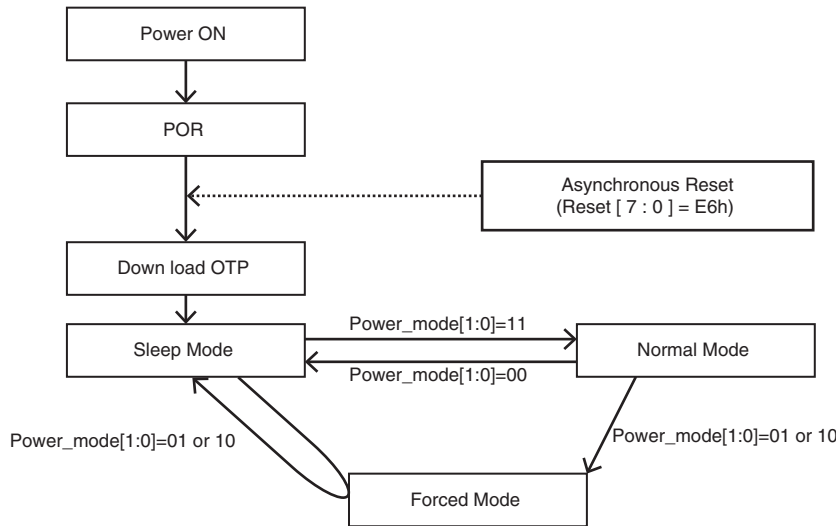 Power ON
POR
Asynchronous Reset
(Reset [ 7 : 0 ] = E6h)
Down load OTP
Power_mode[1:0]=11
Sleep Mode
Normal Mode
Power_mode[1:0]=00
Power_mode[1:0]=01 or 10
Power_mode[1:0]=01 or 10
Forced Mode